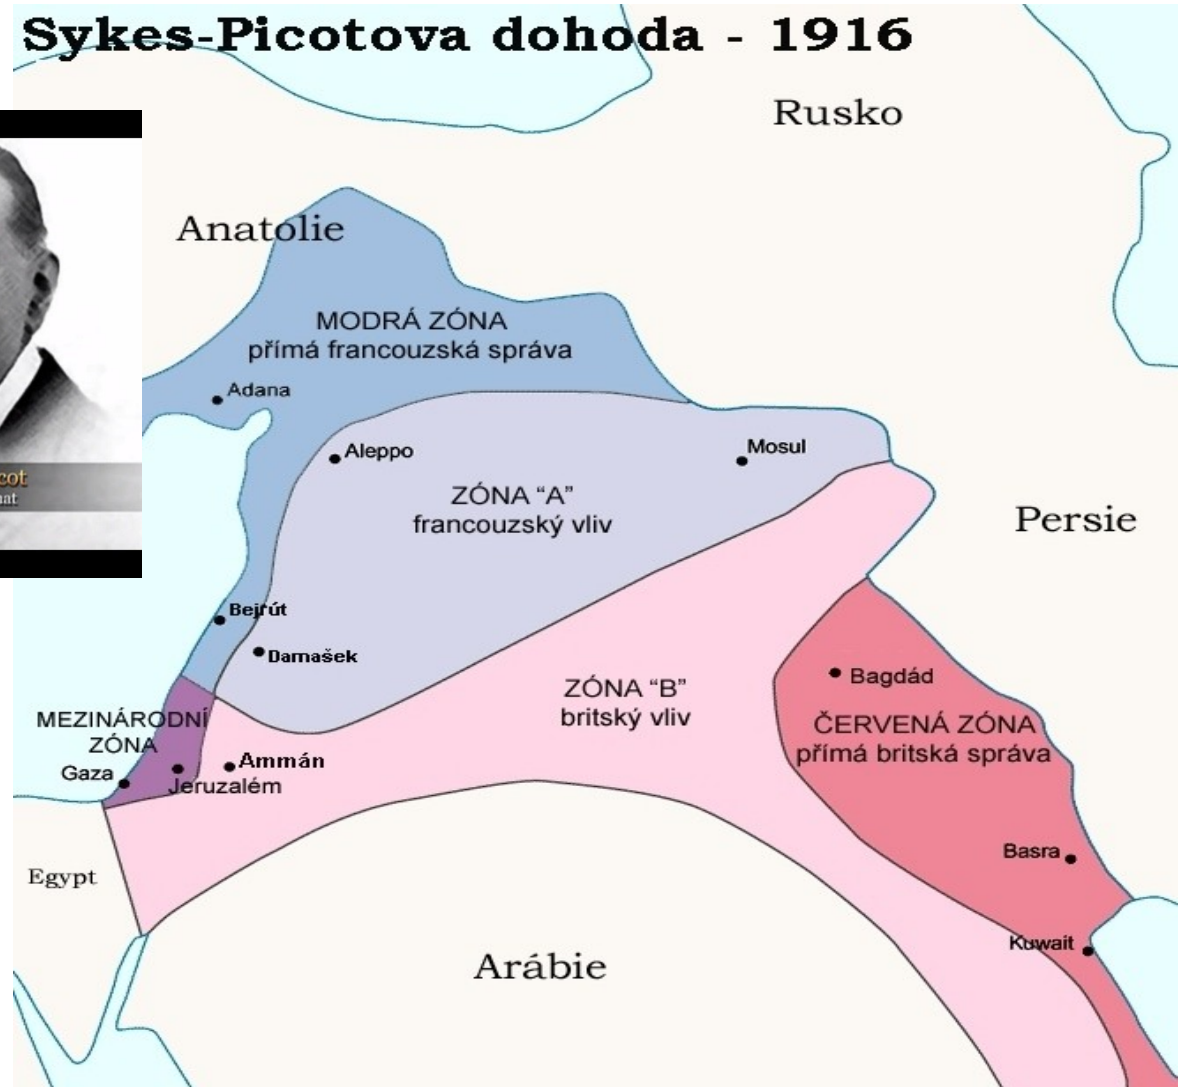 Sykes-Picotova dohoda - 1916
Rusko
Anatolie
MODRÁ ZÓNA
přímá francouzská správa
Adana
Aleppo
Mosul
ZÓNA “A”
francouzský vliv
Persie
Bejrút
Damašek
ZÓNA “B”
britský vliv
Bagdád
ČERVENÁ ZÓNA
přímá britská správa
MEZINÁRODNÍ
ZÓNA
Gaza
Jeruzalém
Ammán
Basra
Egypt
Kuwait
Arábie